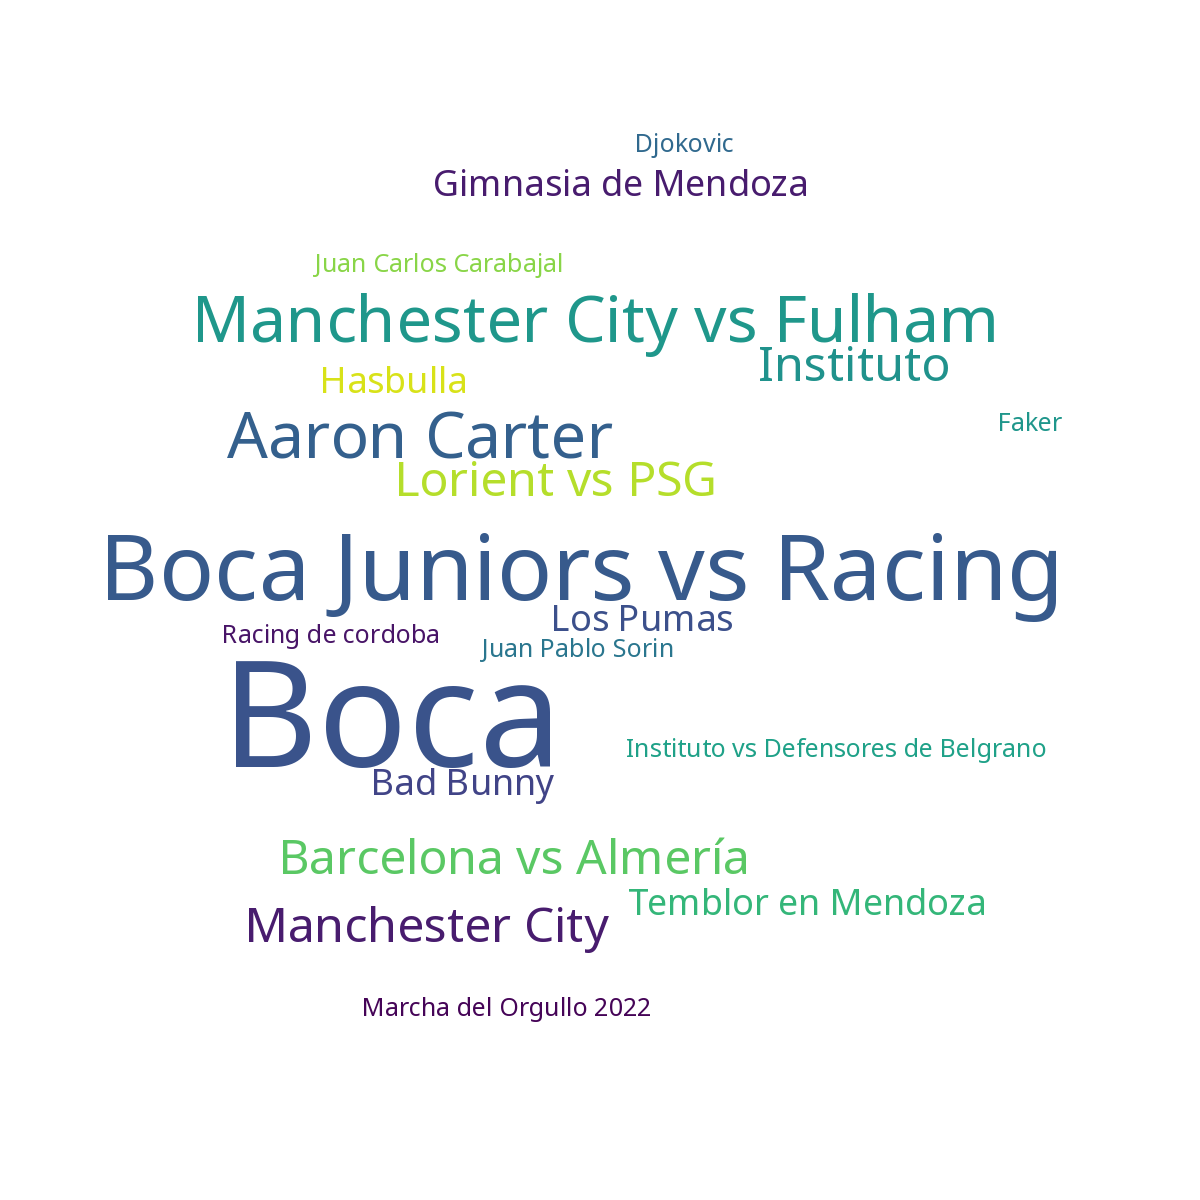 Djokovic
Gimnasia de Mendoza
Juan Carlos Carabajal
Manchester City vs Fulham
Instituto
Hasbulla
Aaron Carter
Faker
Lorient vs PSG
Boca Juniors vs Racing
Los Pumas
Racing de cordoba
Juan Pablo Sorin
Boca
Instituto vs Defensores de Belgrano
Bad Bunny
Barcelona vs Almería
Temblor en Mendoza
Manchester City
Marcha del Orgullo 2022